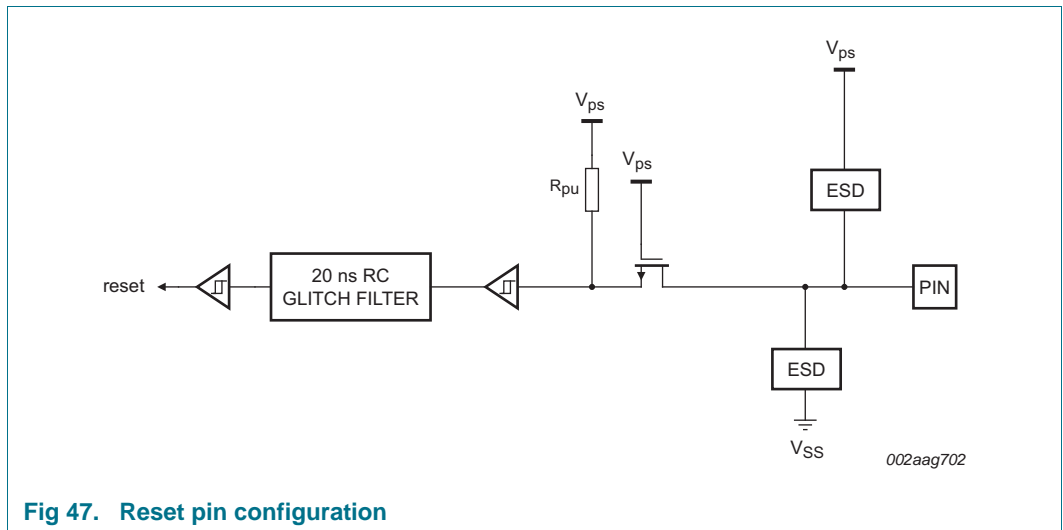 Vps
Vps
Vps
Rpu
ESD
reset
20 ns RC
GLITCH FILTER
PIN
ESD
VSS
002aag702
Fig 47. Reset pin configuration